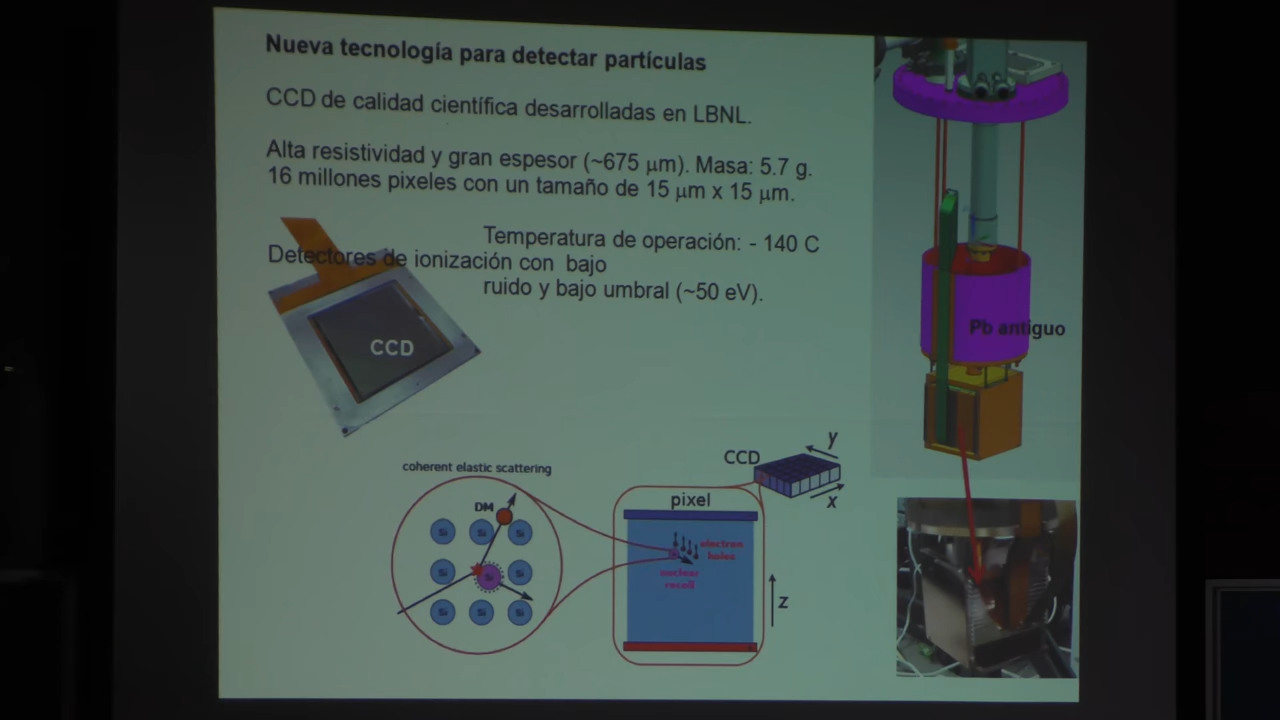 Nueva tecnología para detectar partículas
CCD de calidad científica desarrolladas en LBNL.
Alta resistividad y gran espesor (~675 μm). Masa: 5.7 g.
16 millones pixeles con un tamaño de 15 μm x 15 μm.
Temperatura de operación: - 140 C
Detectores de ionización con bajo
ruido y bajo umbral (~50 eV).
CCD
Pb antiguo
coherent elastic scattering
DM
Si Si Si
Si Si Si
Si Si Si
CCD
y
x
pixel
electron
holes
nuclear
recoil
z